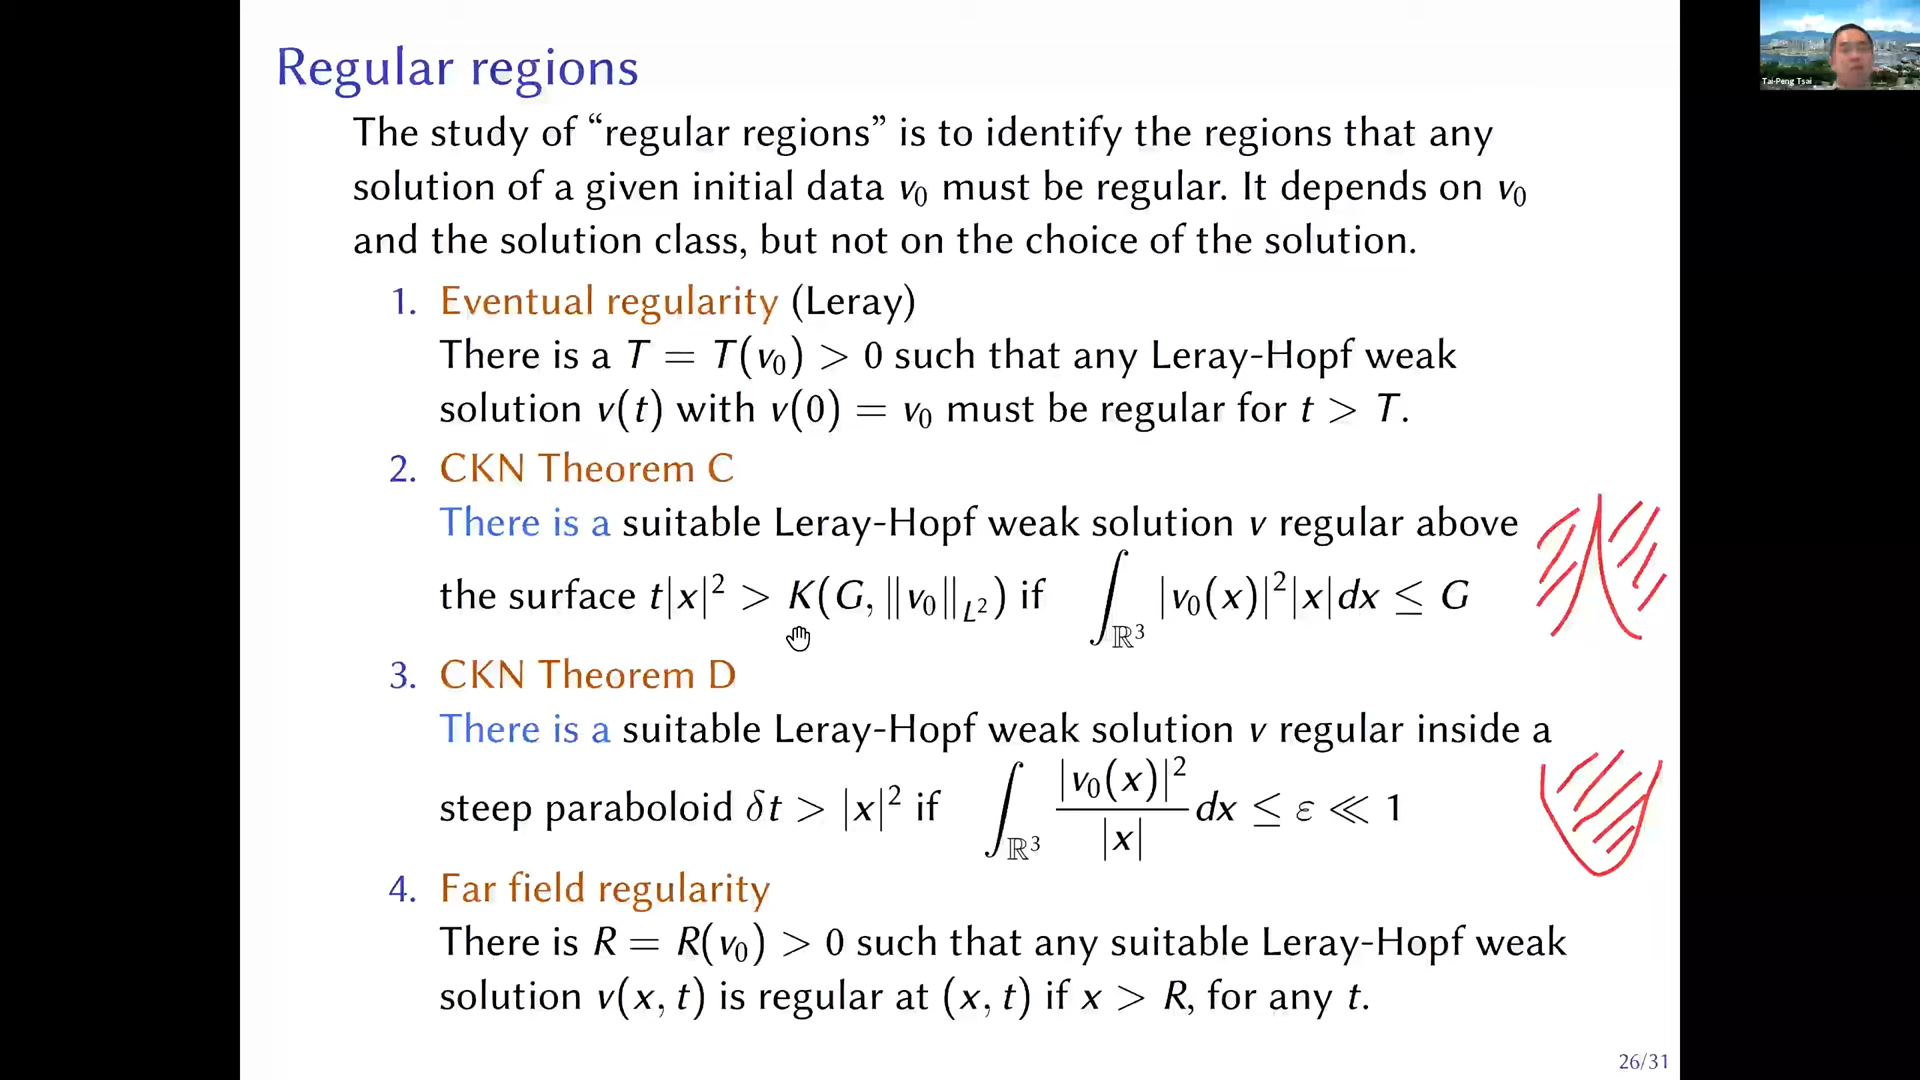 Regular regions
The study of “regular regions” is to identify the regions that any
solution of a given initial data v₀ must be regular. It depends on v₀
and the solution class, but not on the choice of the solution.
1. Eventual regularity (Leray)
There is a T = T(v₀) > 0 such that any Leray-Hopf weak
solution v(t) with v(0) = v₀ must be regular for t > T.
2. CKN Theorem C
There is a suitable Leray-Hopf weak solution v regular above
the surface t|x|² > K(G, ‖v₀‖_{L²}) if ∫_{ℝ³} |v₀(x)|²|x|dx ≤ G
3. CKN Theorem D
There is a suitable Leray-Hopf weak solution v regular inside a
steep paraboloid δt > |x|² if ∫_{ℝ³} |v₀(x)|²/|x| dx ≤ ε ≪ 1
4. Far field regularity
There is R = R(v₀) > 0 such that any suitable Leray-Hopf weak
solution v(x, t) is regular at (x, t) if x > R, for any t.
26/31
Tai-Peng Tsai